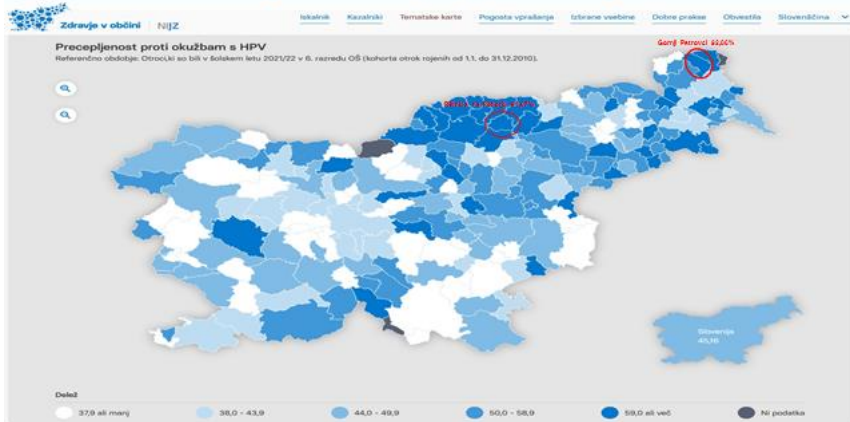 Zdravje v občini NIJZ
Iskalnik Kazalniki Tematske karte Pogosta vprašanja Izbrane vsebine Dobre prakse Obvestila Slovenščina
Precepljenost proti okužbam s HPV
Referenčno obdobje: Otroci,ki so bili v šolskem letu 2021/22 v 6. razredu OŠ (kohorta otrok rojenih od 1.1. do 31.12.2010).
Gornji Petrovci
Slovenija
45,16
Delež
37,9 ali manj
38,0 - 43,9
44,0 - 49,9
50,0 - 58,9
59,0 ali več
Ni podatka